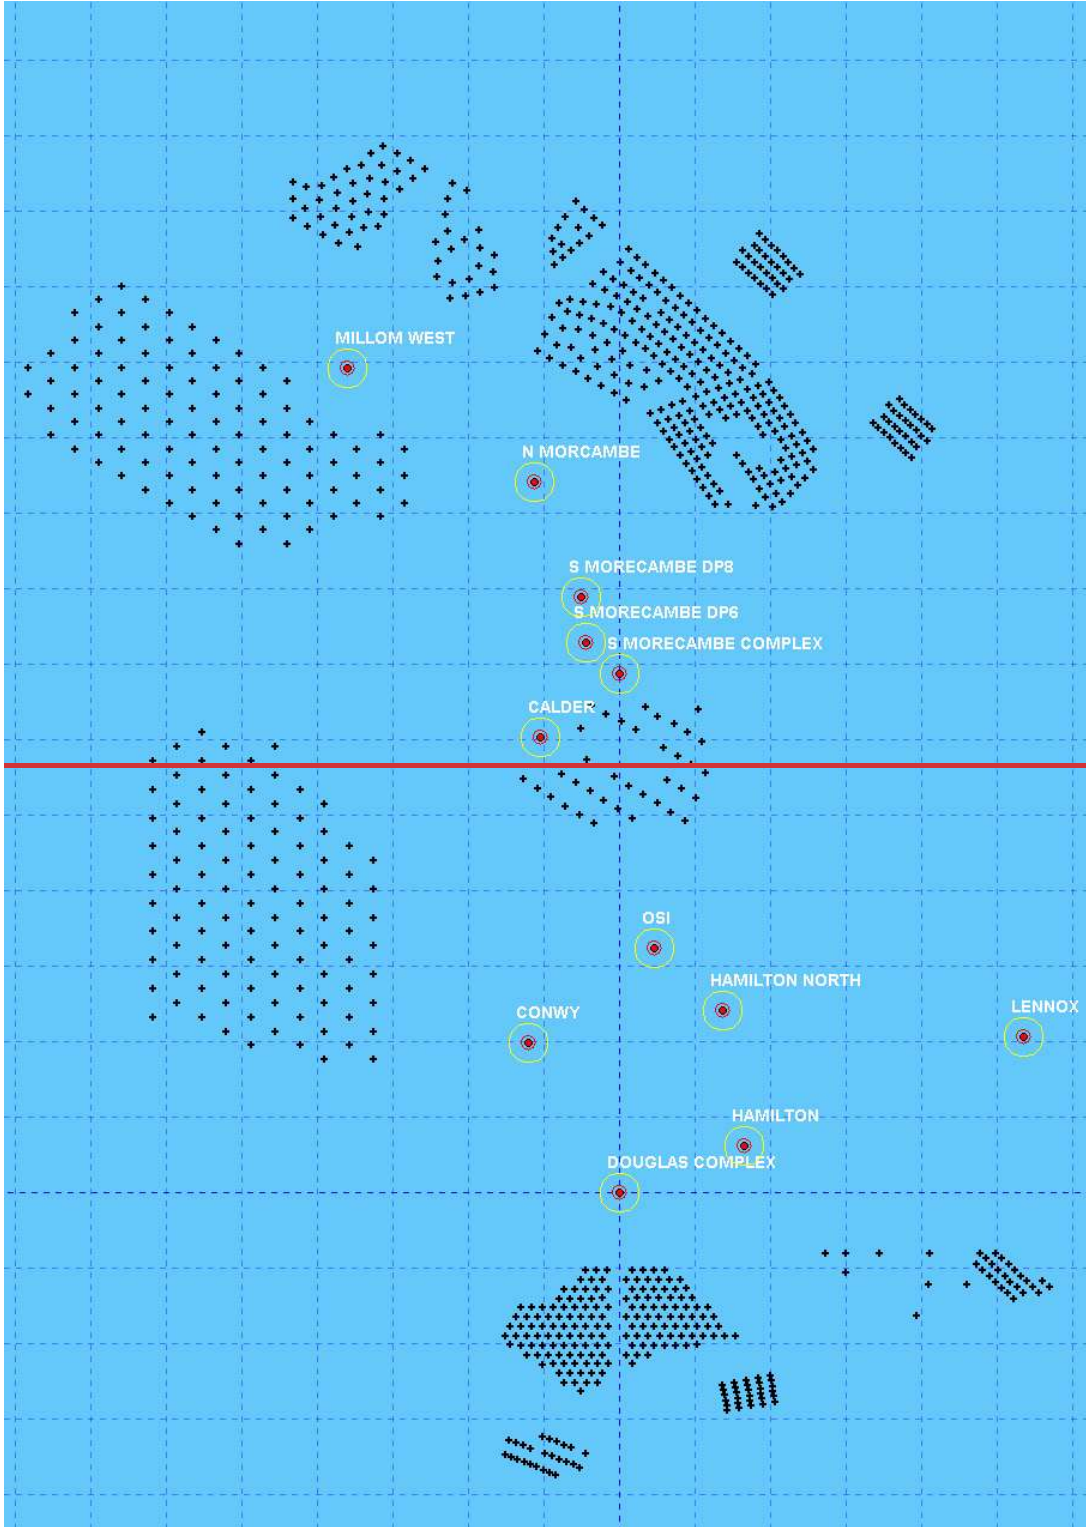 MILLOM WEST
N MORCAMBE
S MORECAMBE DP8
S MORECAMBE DP6
S MORECAMBE COMPLEX
CALDER
OSI
HAMILTON NORTH
CONWY
LENNOX
HAMILTON
DOUGLAS COMPLEX